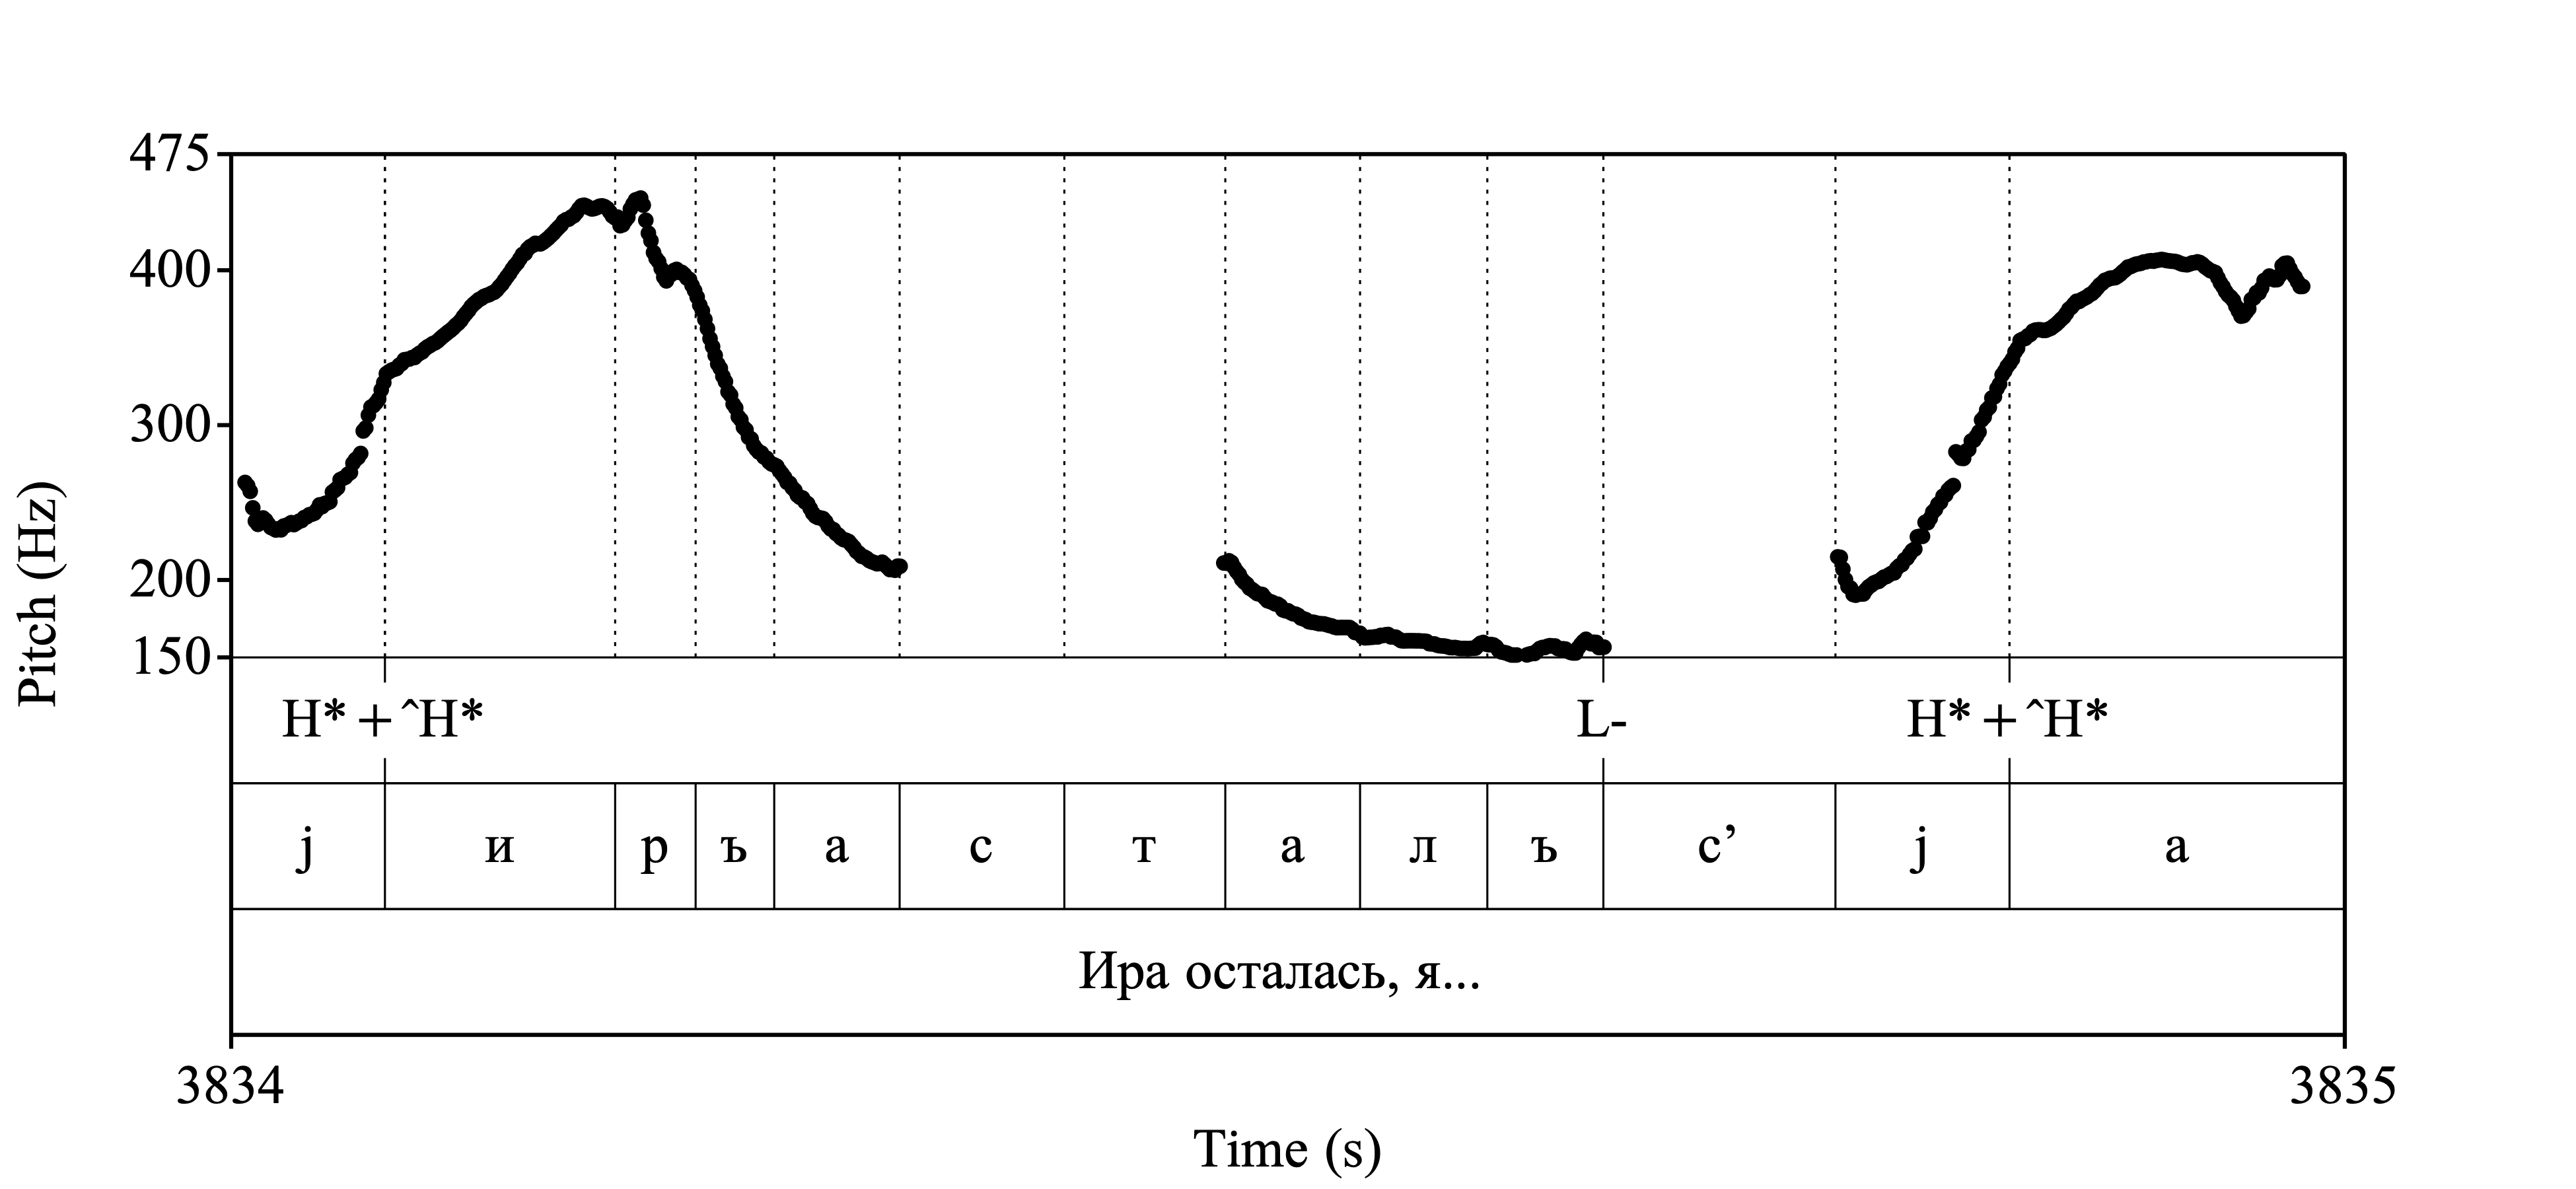 475
400
300
200
150
Pitch (Hz)
H* + ˆH* L- H* + ˆH*
j и р ъ а с т а л ъ с’ j а
Ира осталась, я...
3834 3835
Time (s)